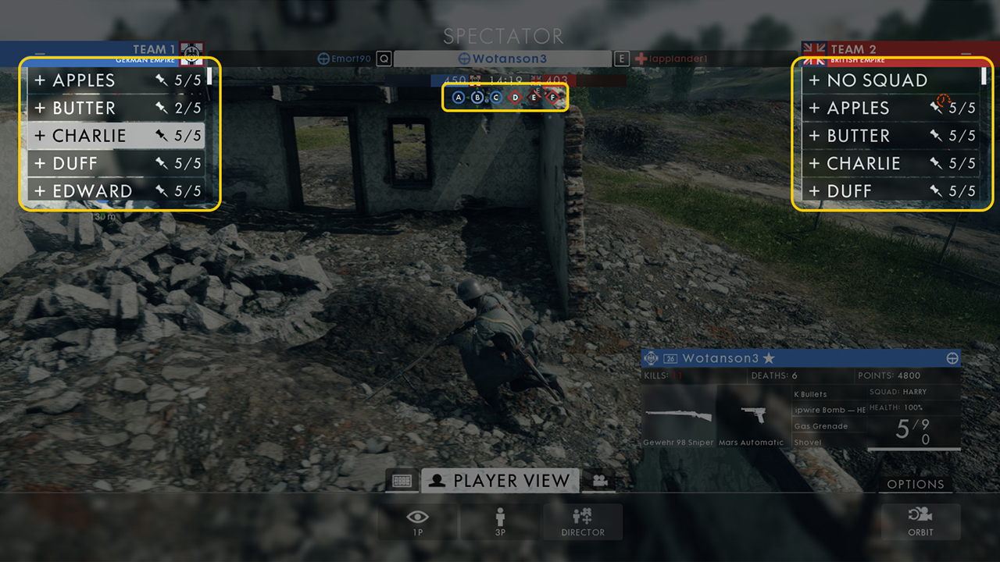 SPECTATOR
TEAM 1
GERMAN EMPIRE
Emort90 Q Wotanson3 E lapplander1
TEAM 2
BRITISH EMPIRE
450 14:19 403
A B C D E F
+ APPLES 5/5
+ BUTTER 2/5
+ CHARLIE 5/5
+ DUFF 5/5
+ EDWARD 5/5
130m
+ NO SQUAD
+ APPLES 5/5
+ BUTTER 5/5
+ CHARLIE 5/5
+ DUFF 5/5
26 Wotanson3
KILLS: 11 DEATHS: 6 POINTS: 4800
K Bullets
ipwire Bomb — HE
Gas Grenade
Shovel
SQUAD: HARRY
HEALTH: 100%
5/9
0
Gewehr 98 Sniper Mars Automatic
PLAYER VIEW
OPTIONS
1P 3P DIRECTOR ORBIT